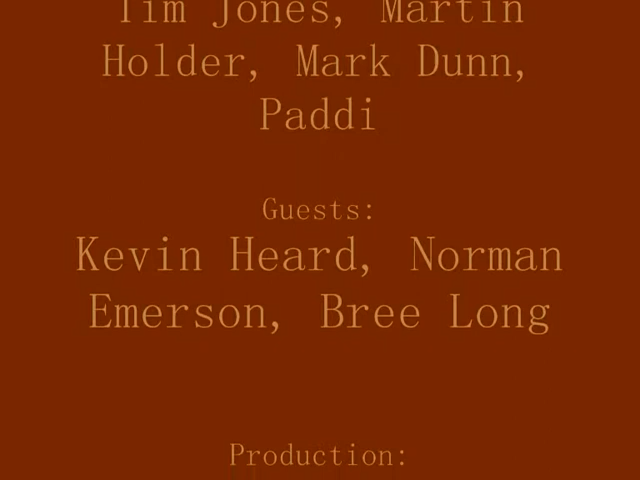 Tim Jones, Martin
Holder, Mark Dunn,
Paddi
Guests:
Kevin Heard, Norman
Emerson, Bree Long
Production: